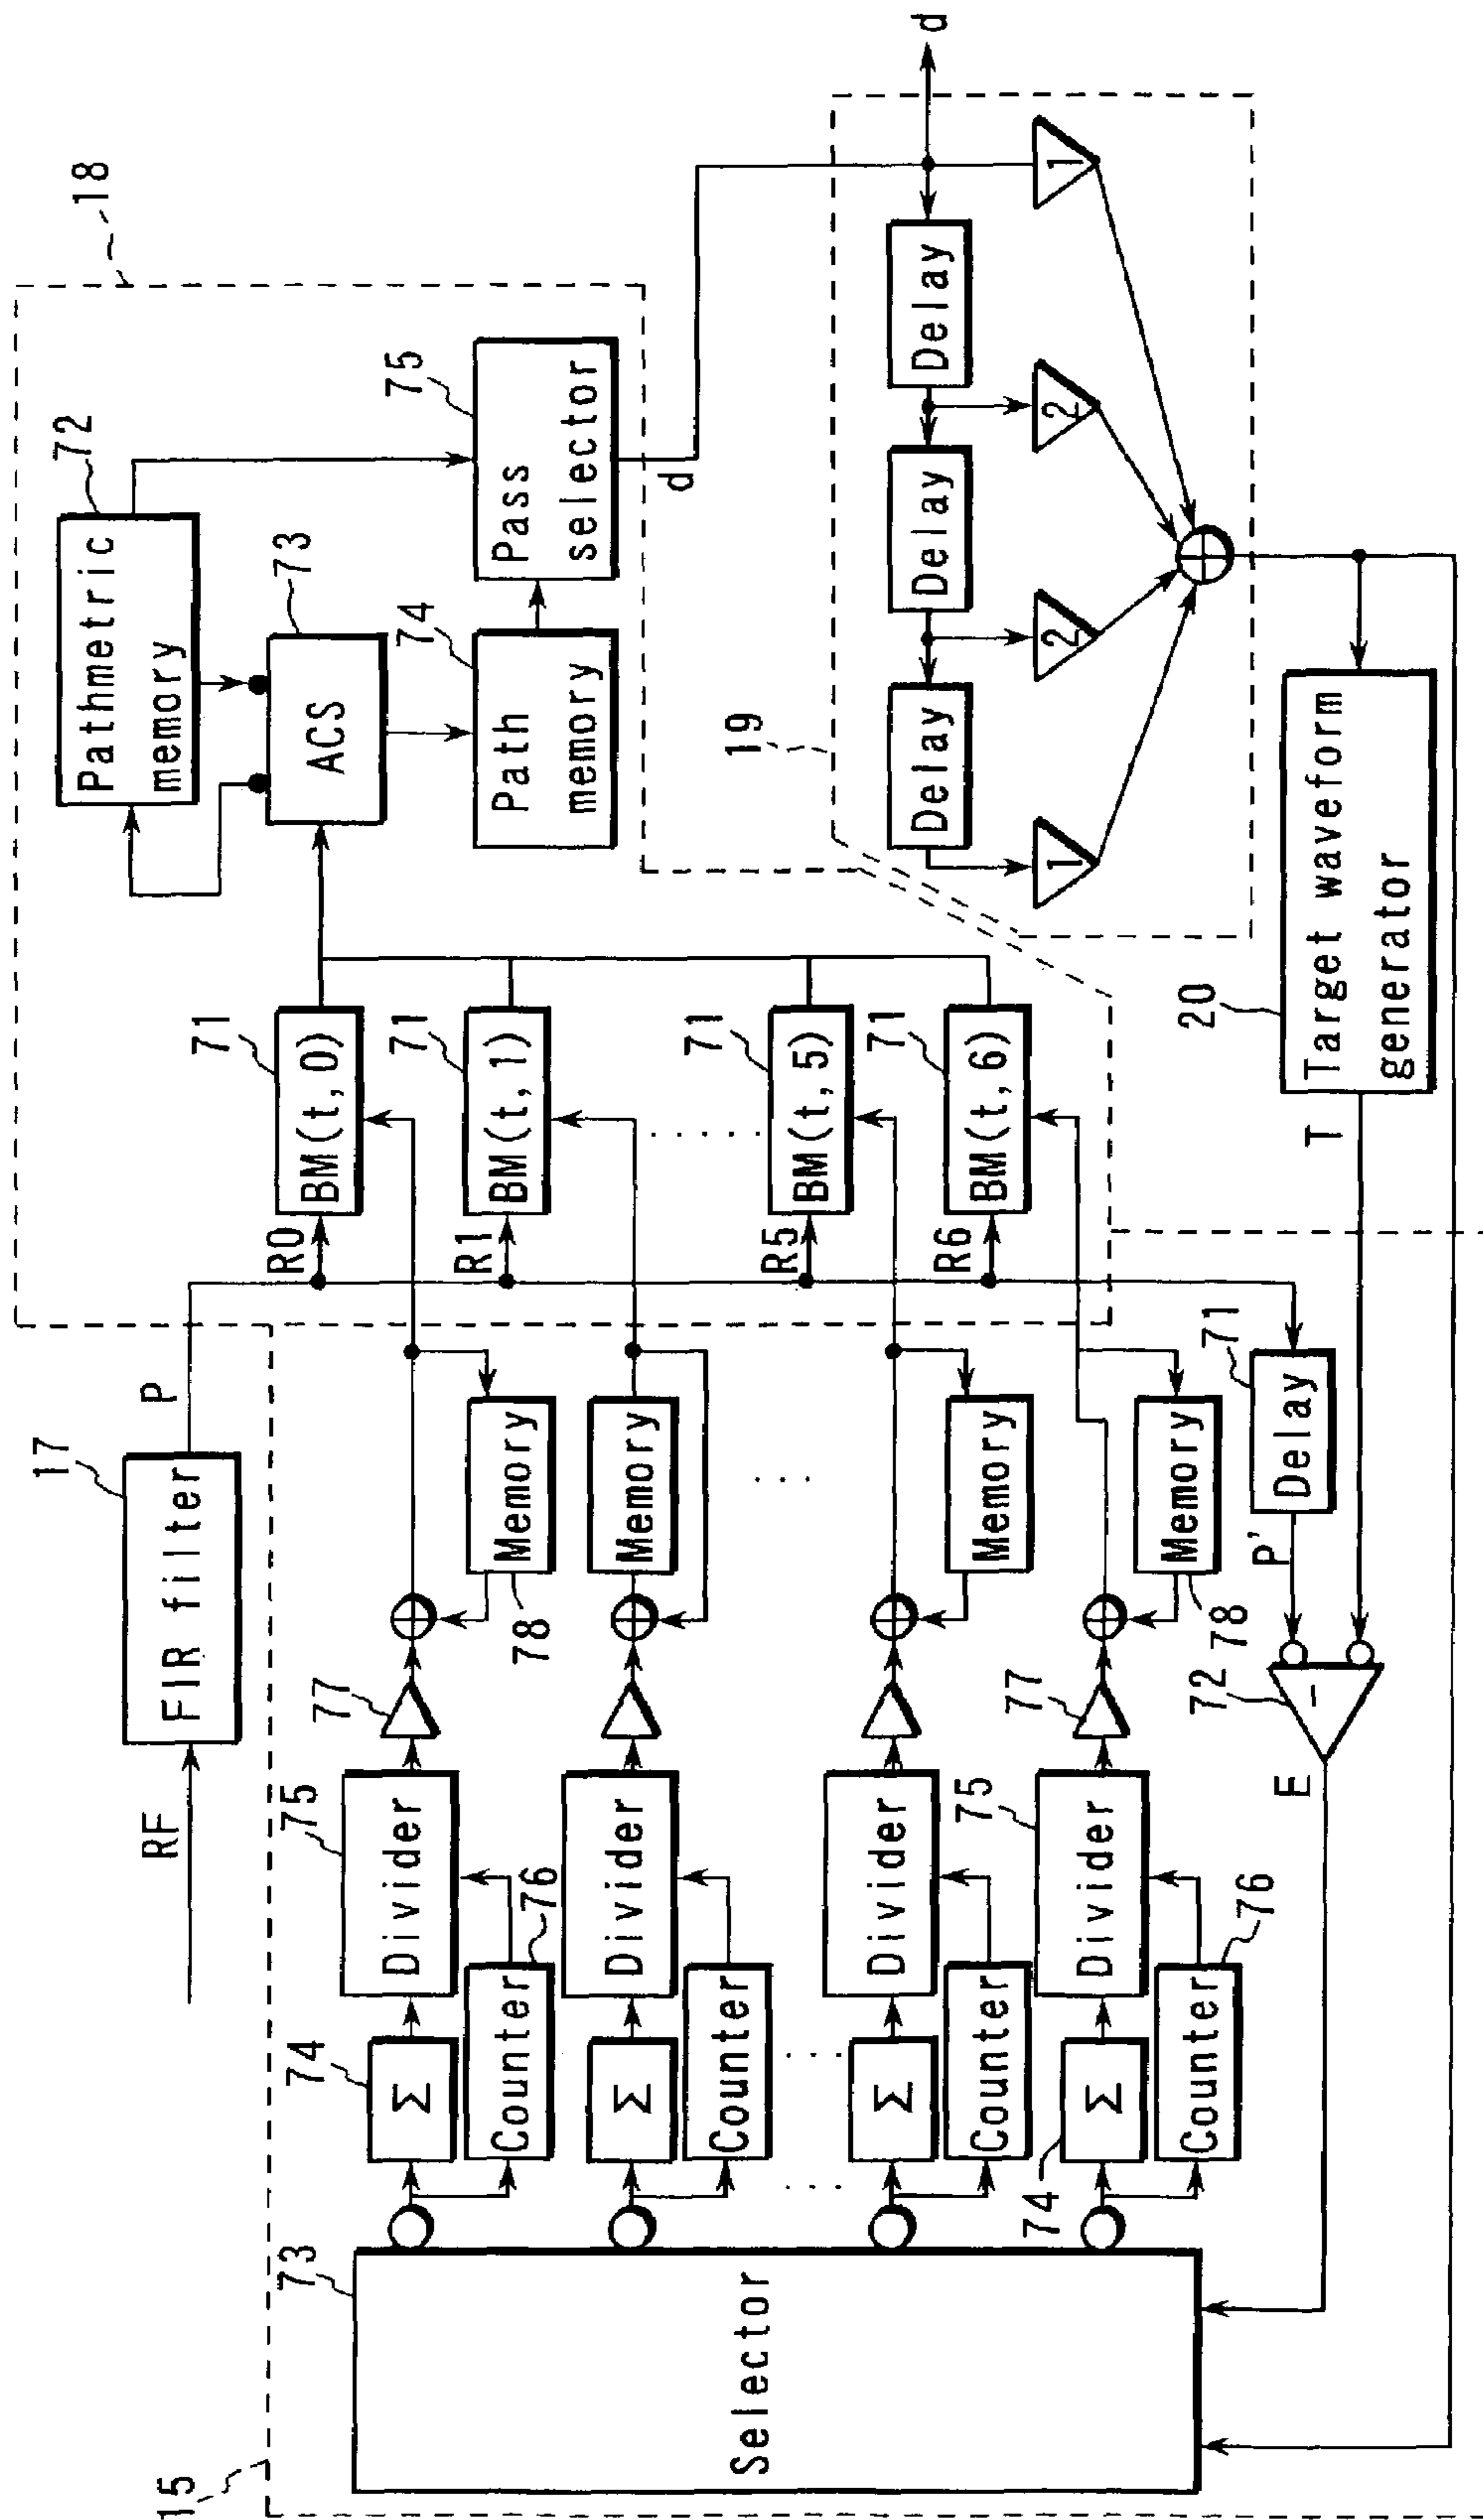 RF
17
FIR filter
P
18
72
Pathmetric
memory
73
ACS
74
Path
memory
75
Pass
selector
d
71
BM(t,0)
R0
71
BM(t,1)
R1
71
BM(t,5)
R5
71
BM(t,6)
R6
. . . . . .
15
73
Selector
74
Σ
75
Divider
Counter
76
77
Memory
78
Σ
Divider
Counter
Memory
. . .
. . .
. . .
Σ
Divider
Counter
Memory
74
Σ
75
Divider
Counter
76
77
Memory
78
71
Delay
P'
72
−
E
T
19
Delay
Delay
Delay
1
2
2
1
d
20
Target waveform
generator